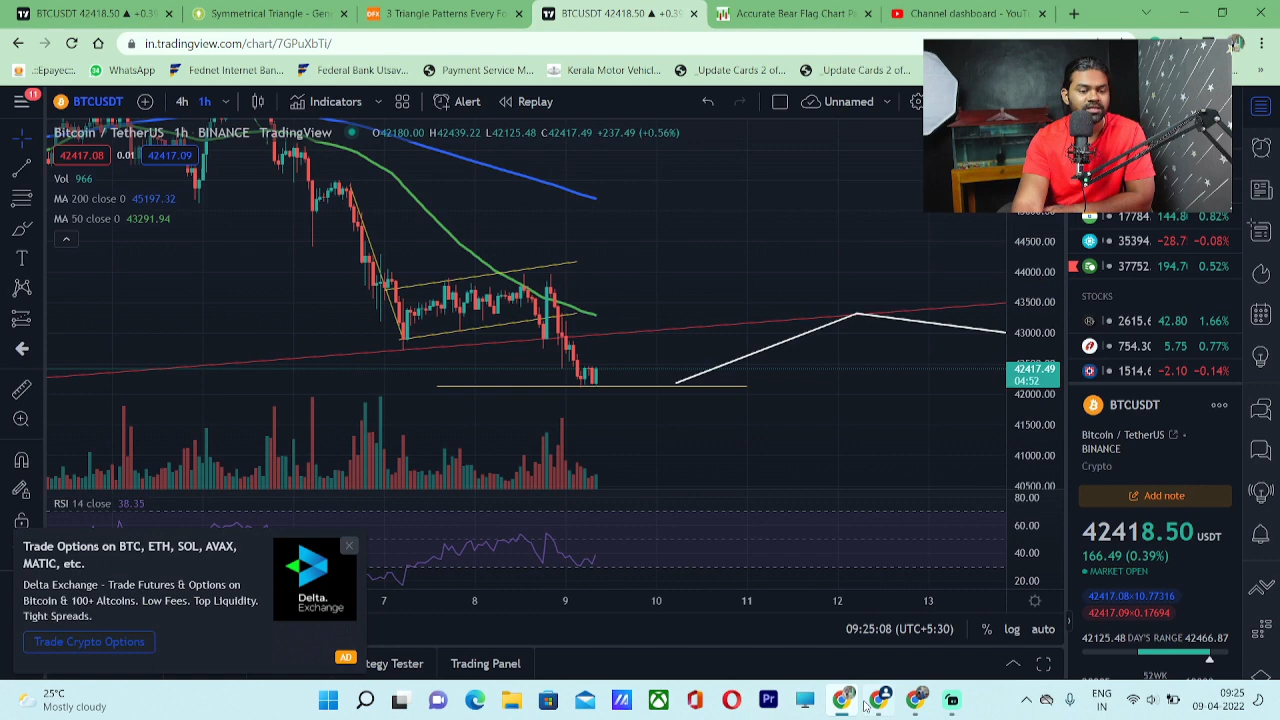 BTCUSDT 42418.50 ▲ +0.39
Symmetrical Triangle -
3 Triangle Patterns Every Fo
BTCUSDT 42418.50 ▲ +0.39
Accurate Bear Flag Chart Pa
Channel dashboard - YouT
in.tradingview.com/chart/7GPuXbTi/
.::Epayec::.
34
WhatsApp
Fednet Internet Ban...
Federal Bank Utsav...
Payment Service M...
Kerala Motor Vehicl...
_Update Cards 2 of...
_Update Cards 2 of...
11
BTCUSDT
4h
1h
Indicators
Alert
Replay
Unnamed
Bitcoin / TetherUS · 1h · BINANCE · TradingView
O42180.00 H42439.22 L42125.48 C42417.49 +237.49 (+0.56%)
42417.08
0.01
42417.09
Vol 966
MA 200 close 0 45197.32
MA 50 close 0 43291.94
44500.00
44000.00
43500.00
43000.00
42417.49
04:52
42000.00
41500.00
41000.00
40500.00
RSI 14 close 38.35
80.00
60.00
40.00
20.00
7
8
9
10
11
12
13
09:25:08 (UTC+5:30)
%
log
auto
Trade Options on BTC, ETH, SOL, AVAX,
MATIC, etc.
Delta Exchange - Trade Futures & Options on
Bitcoin & 100+ Altcoins. Low Fees. Top Liquidity.
Tight Spreads.
Trade Crypto Options
AD
Delta.
Exchange
tegy Tester
Trading Panel
17784. 144.8 0.82%
35394. -28.7 -0.08%
37752. 194.7 0.52%
STOCKS
2615.6 42.80 1.66%
754.30 5.75 0.77%
1514.6 -2.10 -0.14%
BTCUSDT
Bitcoin / TetherUS
BINANCE
Crypto
Add note
42418.50 USDT
166.49 (0.39%)
MARKET OPEN
42417.08×10.77316
42417.09×0.17694
42125.48 DAY'S RANGE 42466.87
52WK
25°C
Mostly cloudy
ENG
IN
09:25
09-04-2022